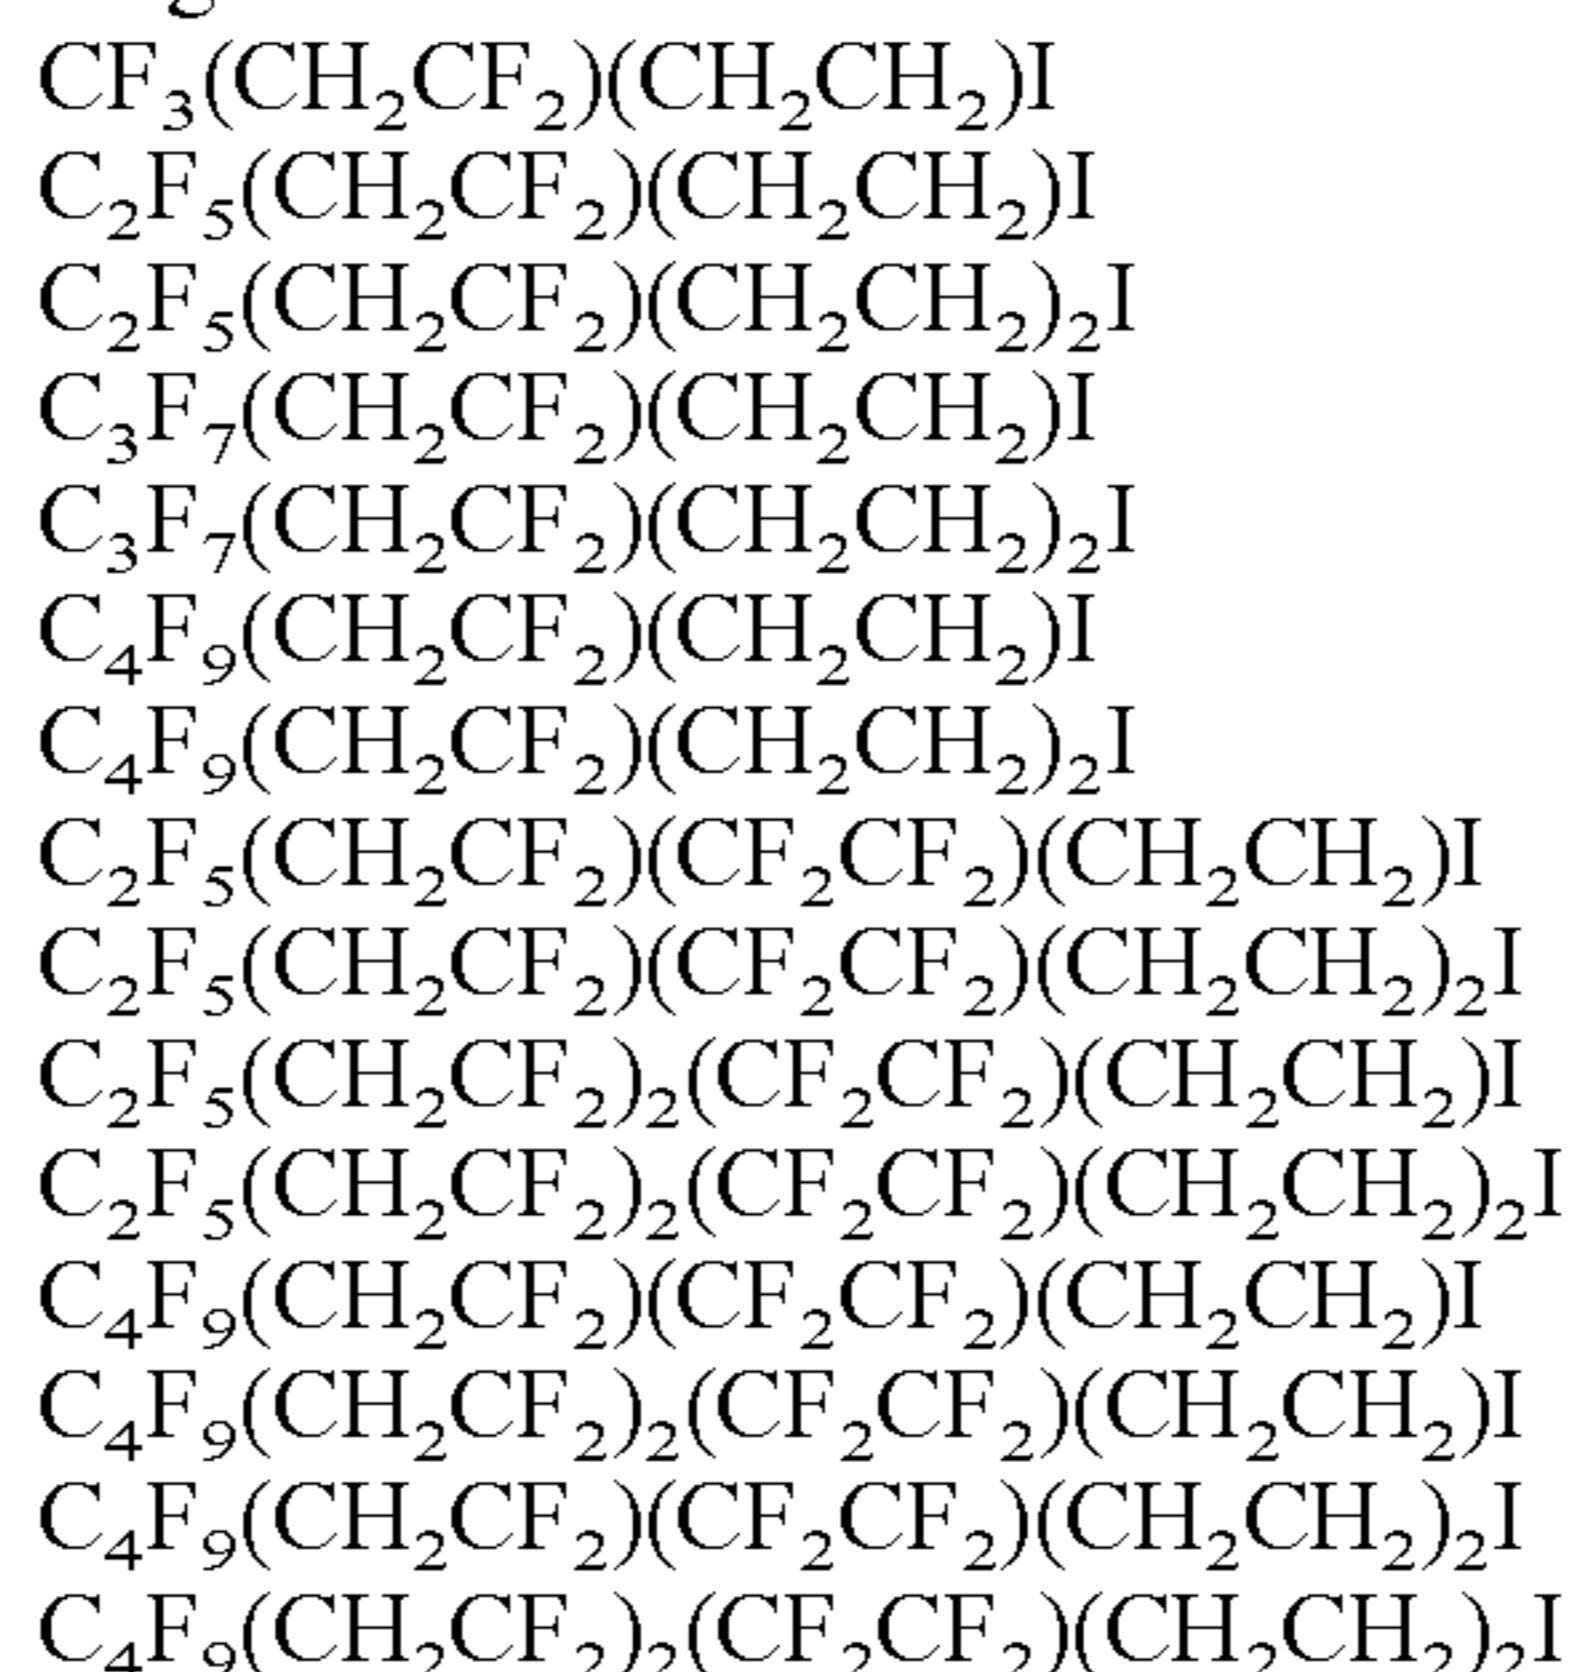 CF₃(CH₂CF₂)(CH₂CH₂)I
C₂F₅(CH₂CF₂)(CH₂CH₂)I
C₂F₅(CH₂CF₂)(CH₂CH₂)₂I
C₃F₇(CH₂CF₂)(CH₂CH₂)I
C₃F₇(CH₂CF₂)(CH₂CH₂)₂I
C₄F₉(CH₂CF₂)(CH₂CH₂)I
C₄F₉(CH₂CF₂)(CH₂CH₂)₂I
C₂F₅(CH₂CF₂)(CF₂CF₂)(CH₂CH₂)I
C₂F₅(CH₂CF₂)(CF₂CF₂)(CH₂CH₂)₂I
C₂F₅(CH₂CF₂)₂(CF₂CF₂)(CH₂CH₂)I
C₂F₅(CH₂CF₂)₂(CF₂CF₂)(CH₂CH₂)₂I
C₄F₉(CH₂CF₂)(CF₂CF₂)(CH₂CH₂)I
C₄F₉(CH₂CF₂)₂(CF₂CF₂)(CH₂CH₂)I
C₄F₉(CH₂CF₂)(CF₂CF₂)(CH₂CH₂)₂I
C₄F₉(CH₂CF₂)₂(CF₂CF₂)(CH₂CH₂)₂I